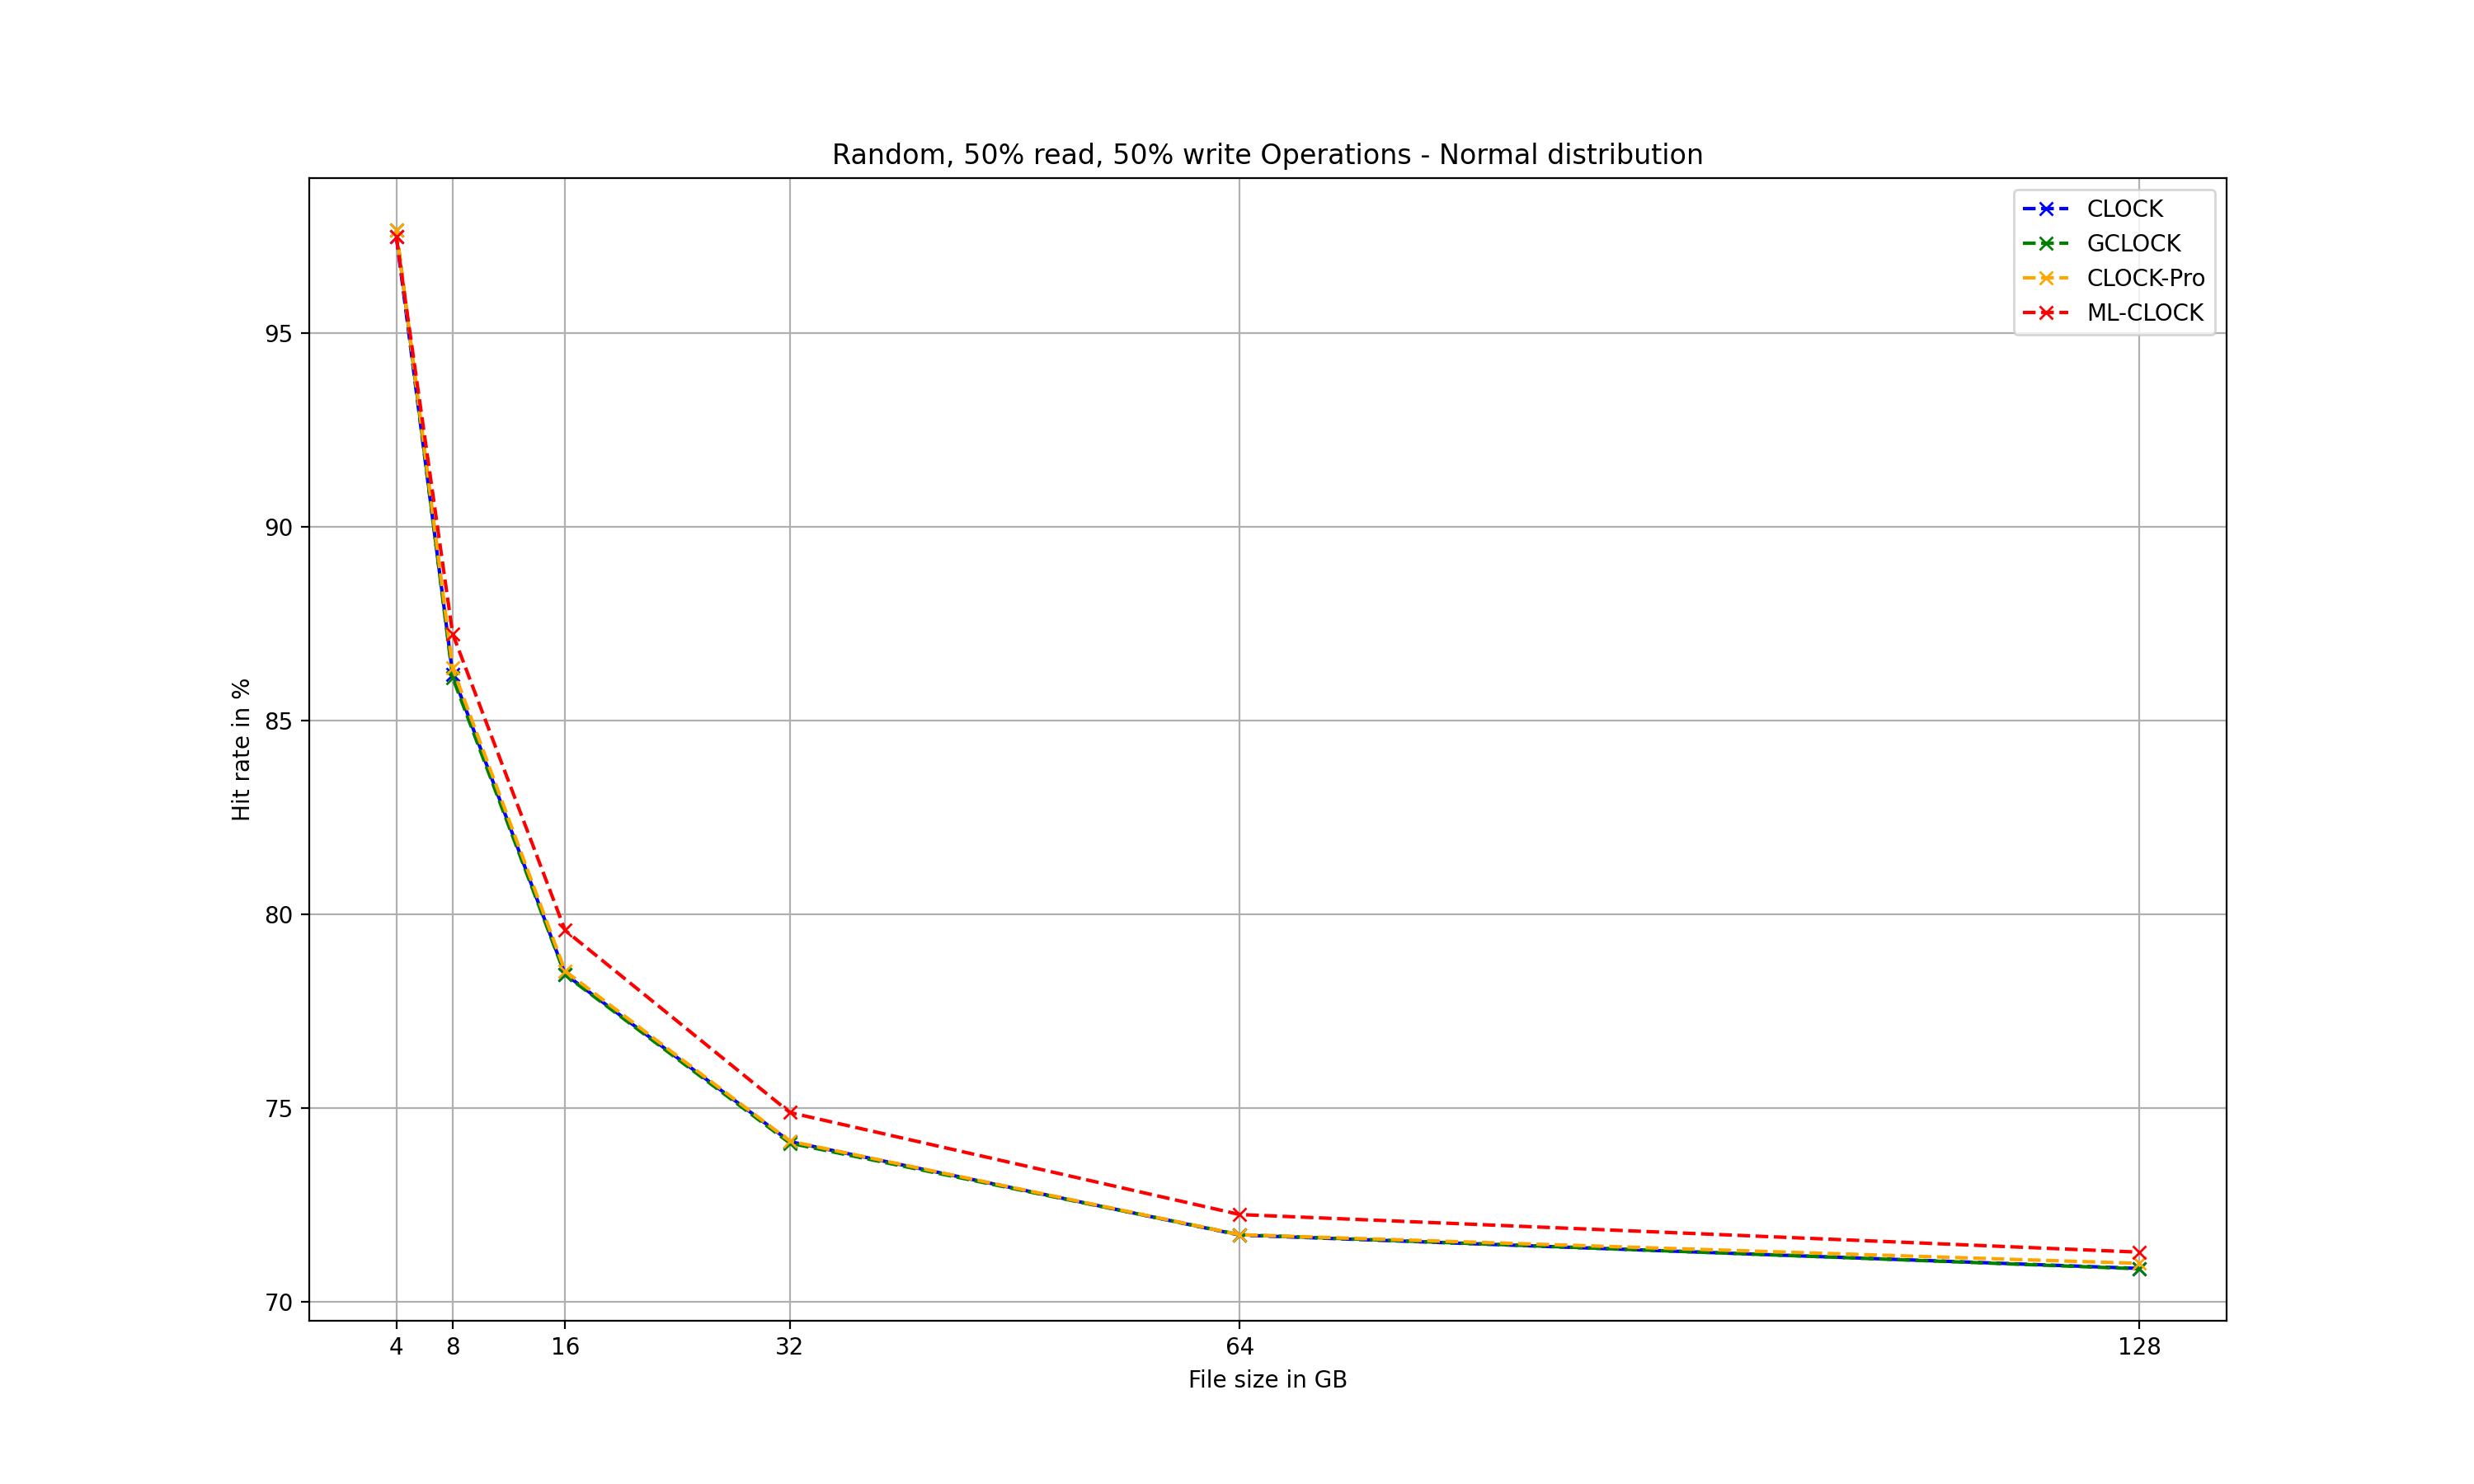 Random, 50% read, 50% write Operations - Normal distribution
CLOCK
GCLOCK
CLOCK-Pro
ML-CLOCK
95
90
85
80
75
70
Hit rate in %
4 8 16 32 64 128
File size in GB